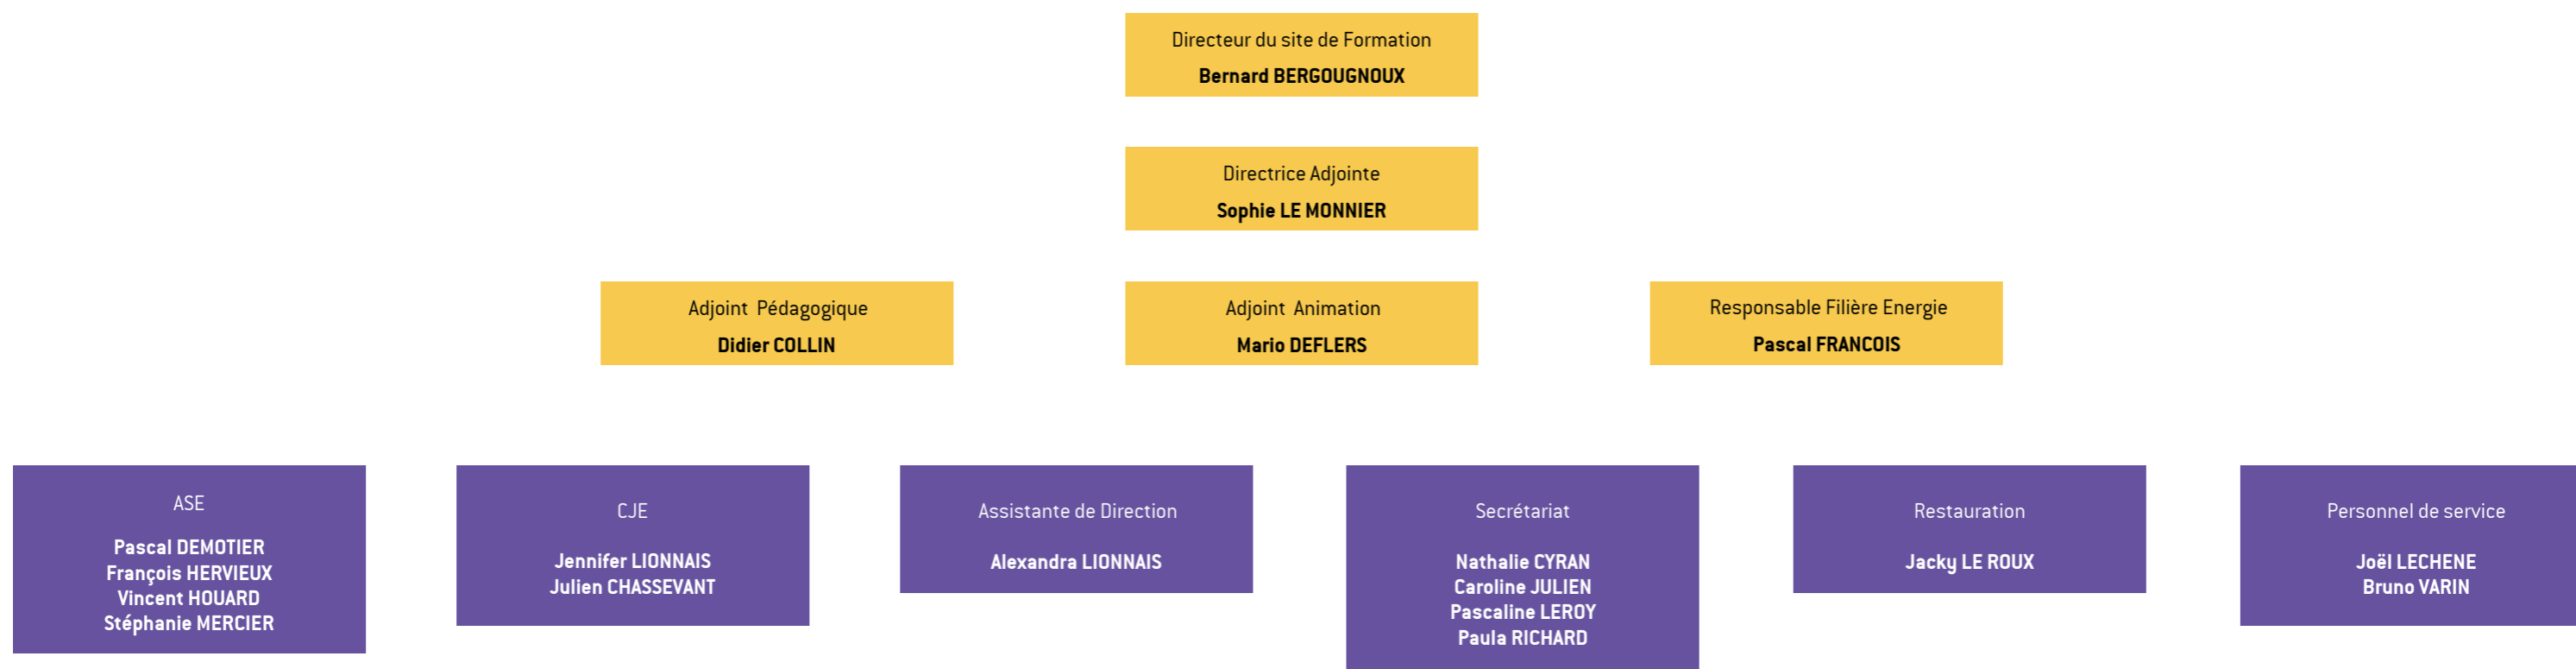 Directeur du site de Formation
Bernard BERGOUGNOUX
Directrice Adjointe
Sophie LE MONNIER
Adjoint Pédagogique
Didier COLLIN
Adjoint Animation
Mario DEFLERS
Responsable Filière Energie
Pascal FRANCOIS
ASE
Pascal DEMOTIER
François HERVIEUX
Vincent HOUARD
Stéphanie MERCIER
CJE
Jennifer LIONNAIS
Julien CHASSEVANT
Assistante de Direction
Alexandra LIONNAIS
Secrétariat
Nathalie CYRAN
Caroline JULIEN
Pascaline LEROY
Paula RICHARD
Restauration
Jacky LE ROUX
Personnel de service
Joël LECHENE
Bruno VARIN